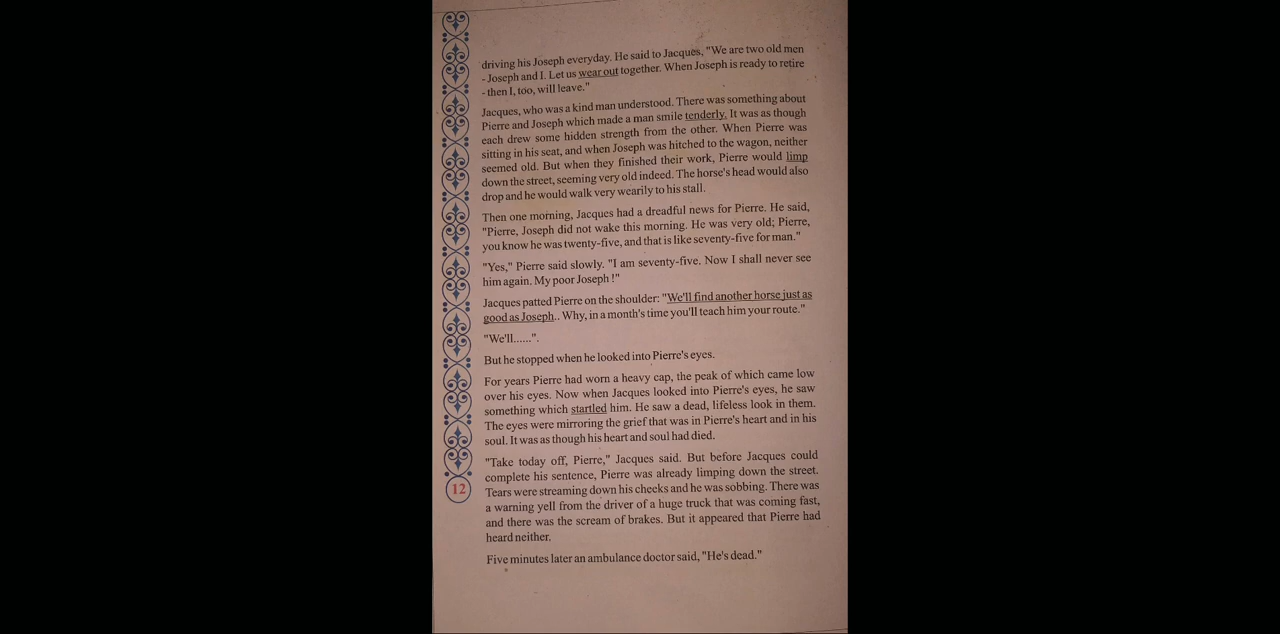 driving his Joseph everyday. He said to Jacques, "We are two old men
- Joseph and I. Let us wear out together. When Joseph is ready to retire
- then I, too, will leave."
Jacques, who was a kind man understood. There was something about
Pierre and Joseph which made a man smile tenderly. It was as though
each drew some hidden strength from the other. When Pierre was
sitting in his seat, and when Joseph was hitched to the wagon, neither
seemed old. But when they finished their work, Pierre would limp
down the street, seeming very old indeed. The horse's head would also
drop and he would walk very wearily to his stall.
Then one morning, Jacques had a dreadful news for Pierre. He said,
"Pierre, Joseph did not wake this morning. He was very old; Pierre,
you know he was twenty-five, and that is like seventy-five for man."
"Yes," Pierre said slowly. "I am seventy-five. Now I shall never see
him again. My poor Joseph !"
Jacques patted Pierre on the shoulder: "We'll find another horse just as
good as Joseph.. Why, in a month's time you'll teach him your route."
"We'll......".
But he stopped when he looked into Pierre's eyes.
For years Pierre had worn a heavy cap, the peak of which came low
over his eyes. Now when Jacques looked into Pierre's eyes, he saw
something which startled him. He saw a dead, lifeless look in them.
The eyes were mirroring the grief that was in Pierre's heart and in his
soul. It was as though his heart and soul had died.
"Take today off, Pierre," Jacques said. But before Jacques could
complete his sentence, Pierre was already limping down the street.
Tears were streaming down his cheeks and he was sobbing. There was
a warning yell from the driver of a huge truck that was coming fast,
and there was the scream of brakes. But it appeared that Pierre had
heard neither.
Five minutes later an ambulance doctor said, "He's dead."
12